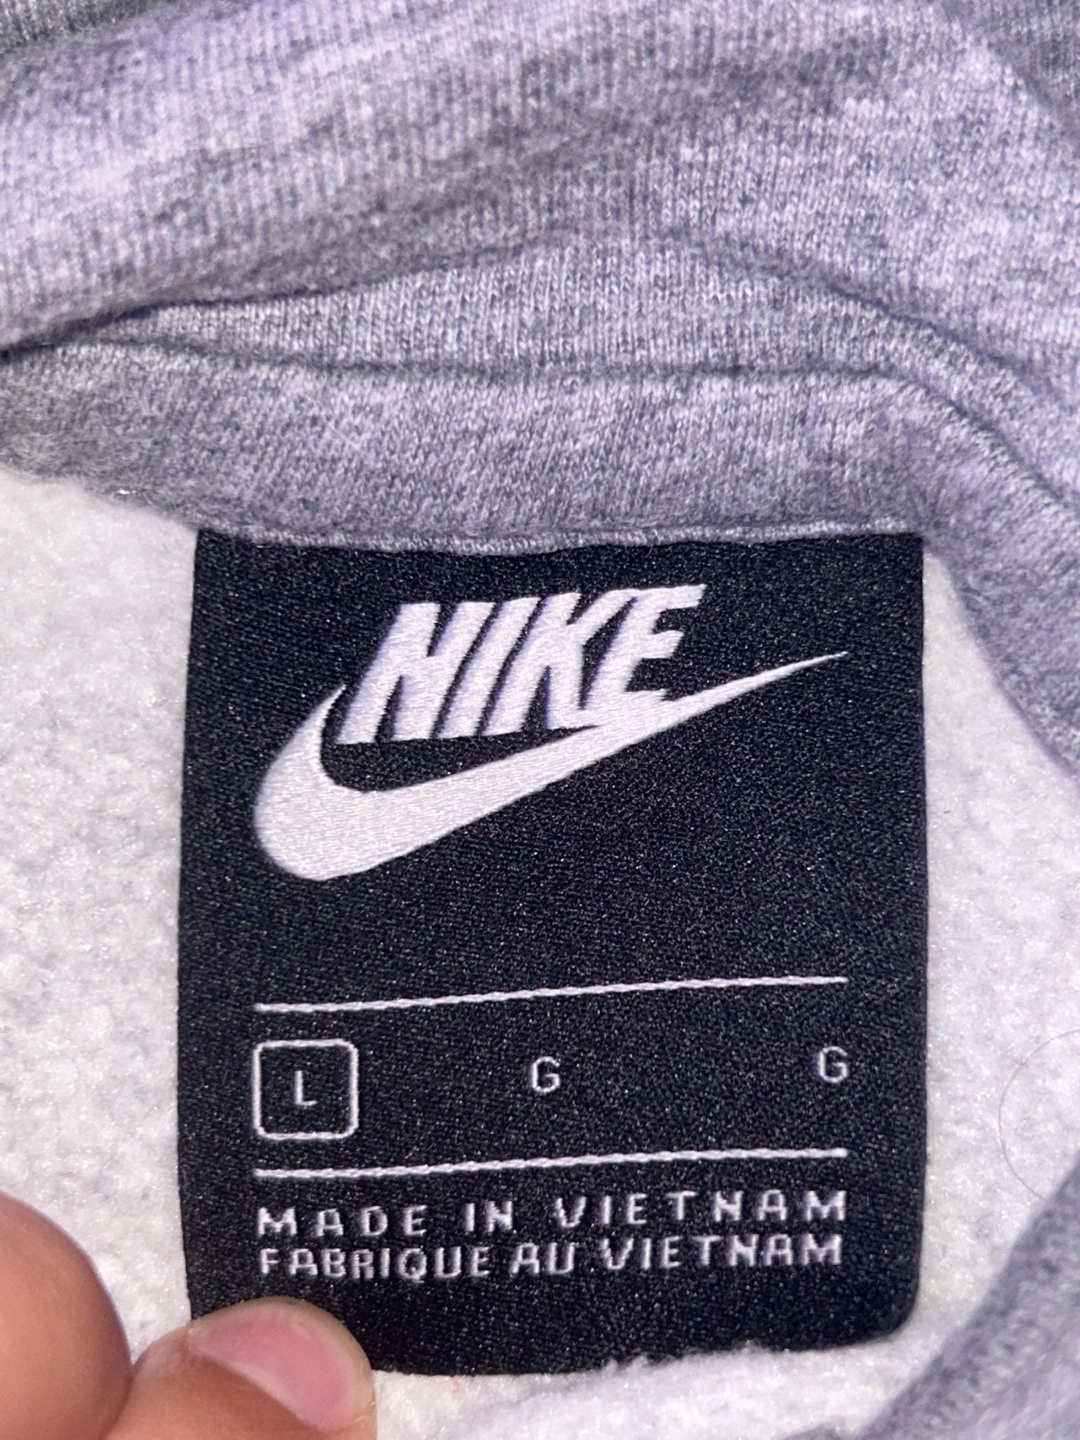 NIKE
L G G
MADE IN VIETNAM
FABRIQUE AU VIETNAM